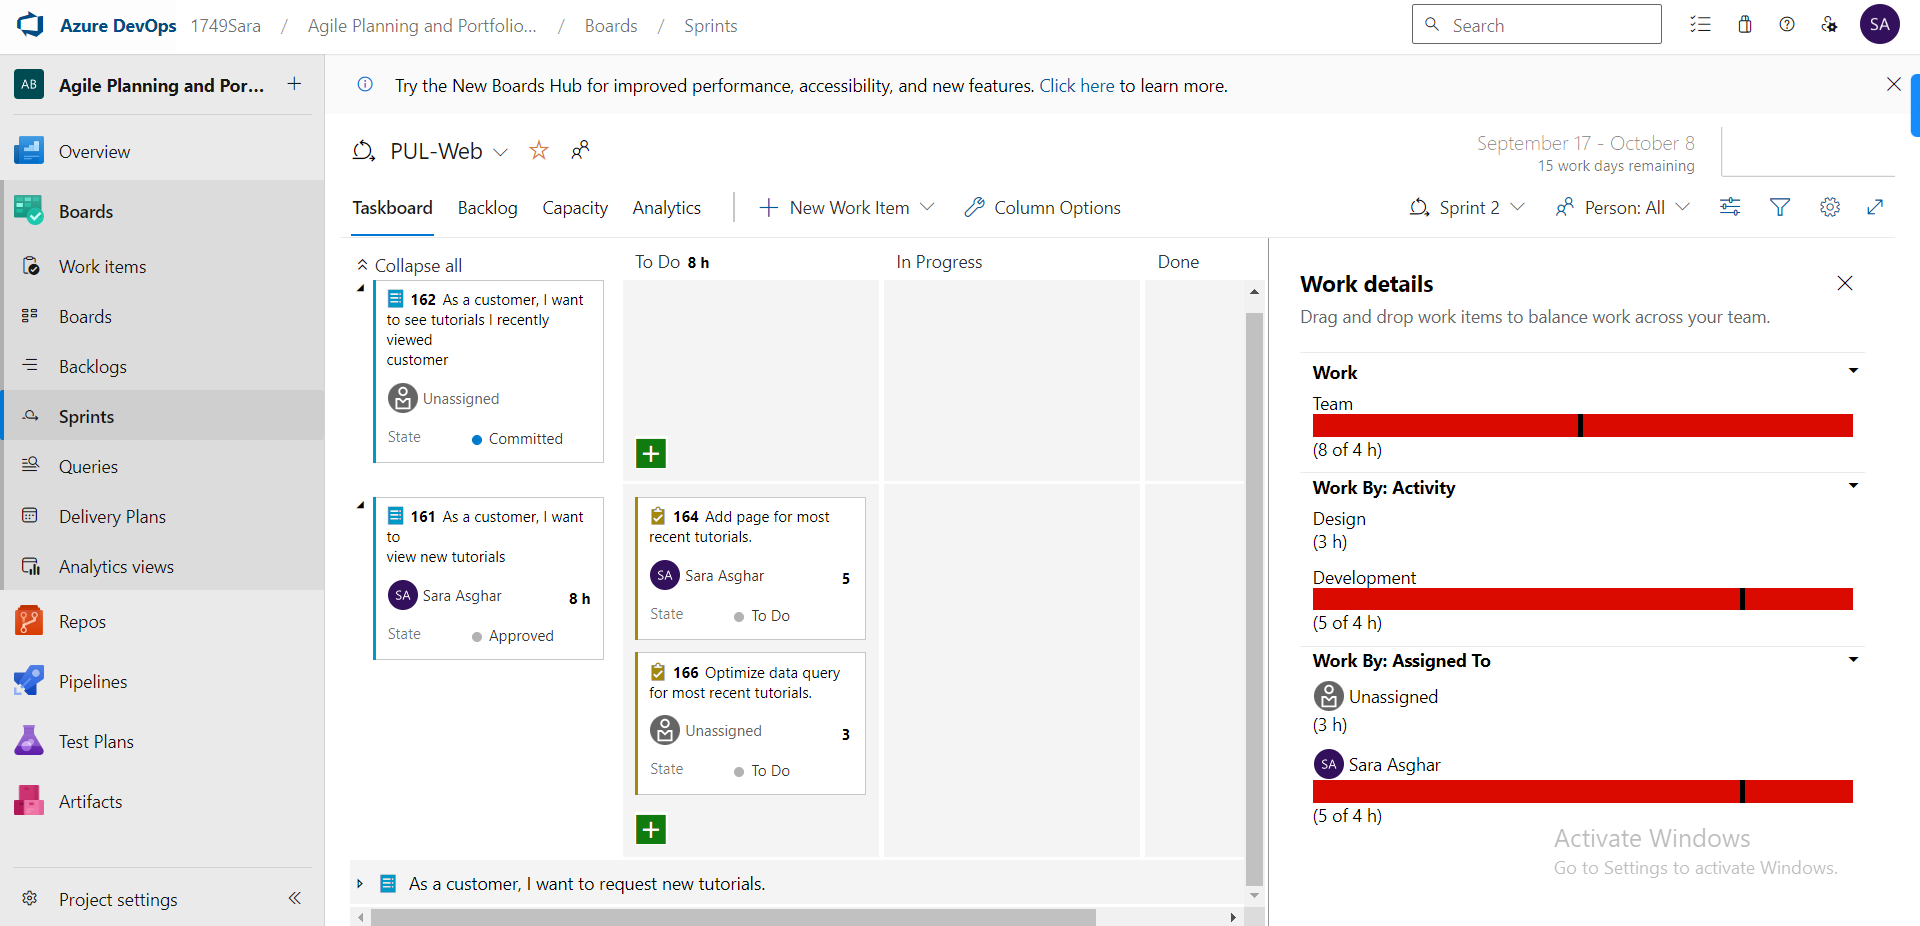 Azure DevOps 1749Sara / Agile Planning and Portfolio... / Boards / Sprints
Search
SA
AB Agile Planning and Por...
Overview
Boards
Work items
Boards
Backlogs
Sprints
Queries
Delivery Plans
Analytics views
Repos
Pipelines
Test Plans
Artifacts
Project settings
Try the New Boards Hub for improved performance, accessibility, and new features. Click here to learn more.
PUL-Web
September 17 - October 8
15 work days remaining
Taskboard Backlog Capacity Analytics New Work Item Column Options Sprint 2 Person: All
Collapse all
To Do 8 h
In Progress
Done
162 As a customer, I want
to see tutorials I recently
viewed
customer
Unassigned
State Committed
161 As a customer, I want
to
view new tutorials
SA Sara Asghar 8 h
State Approved
164 Add page for most
recent tutorials.
SA Sara Asghar 5
State To Do
166 Optimize data query
for most recent tutorials.
Unassigned 3
State To Do
As a customer, I want to request new tutorials.
Work details
Drag and drop work items to balance work across your team.
Work
Team
(8 of 4 h)
Work By: Activity
Design
(3 h)
Development
(5 of 4 h)
Work By: Assigned To
Unassigned
(3 h)
SA Sara Asghar
(5 of 4 h)
Activate Windows
Go to Settings to activate Windows.